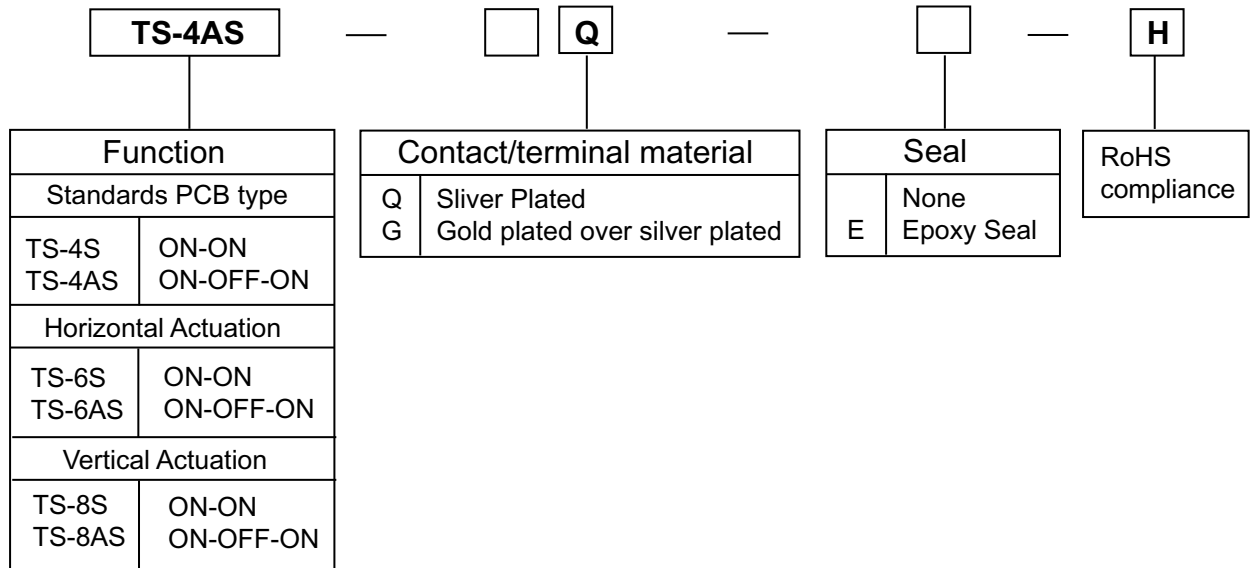 TS-4AS — Q — — H
Function
Standards PCB type
TS-4S ON-ON
TS-4AS ON-OFF-ON
Horizontal Actuation
TS-6S ON-ON
TS-6AS ON-OFF-ON
Vertical Actuation
TS-8S ON-ON
TS-8AS ON-OFF-ON
Contact/terminal material
Q Sliver Plated
G Gold plated over silver plated
Seal
None
E Epoxy Seal
RoHS
compliance